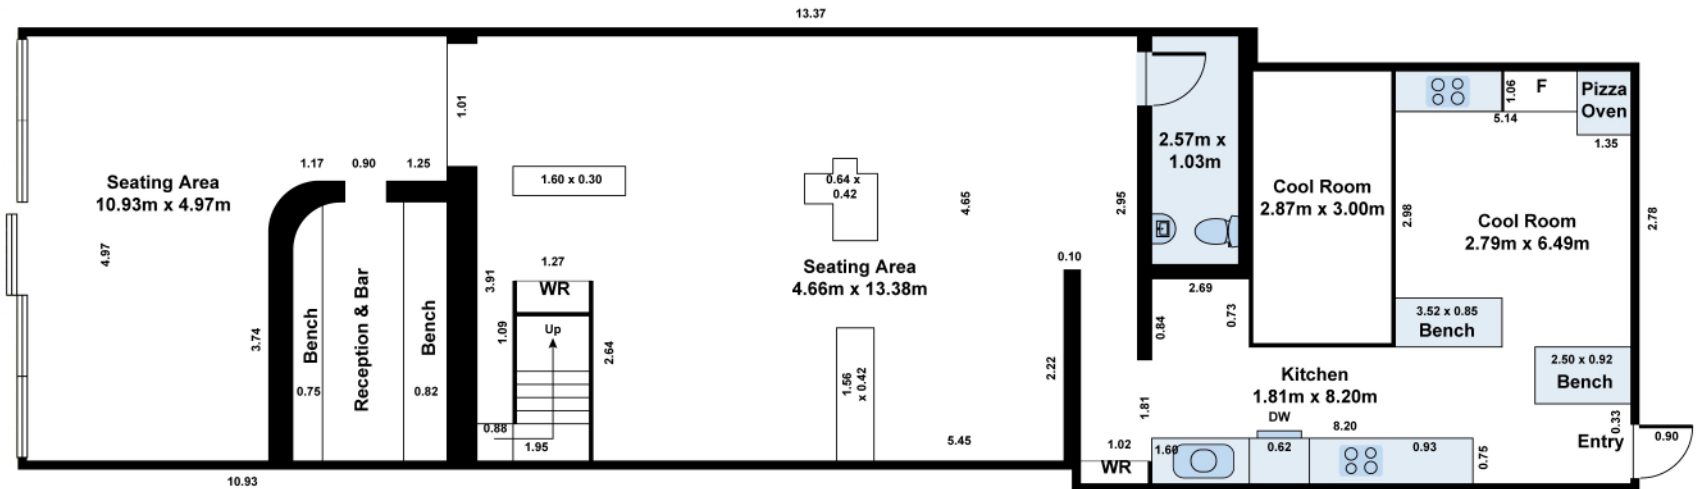 13.37
1.01
1.17
0.90
1.25
Seating Area
10.93m x 4.97m
4.97
3.74
Bench
0.75
Reception & Bar
Bench
0.82
10.93
1.60 x 0.30
0.64 x
0.42
4.65
2.95
3.91
1.27
WR
1.09
Up
2.64
0.88
1.95
Seating Area
4.66m x 13.38m
0.10
1.56
x 0.42
2.22
5.45
2.57m x
1.03m
2.69
0.73
0.84
1.81
1.02
WR
Cool Room
2.87m x 3.00m
2.98
1.06
F
5.14
Pizza
Oven
1.35
Cool Room
2.79m x 6.49m
2.78
3.52 x 0.85
Bench
2.50 x 0.92
Bench
Kitchen
1.81m x 8.20m
DW
8.20
1.60
0.62
0.93
0.75
0.33
Entry
0.90